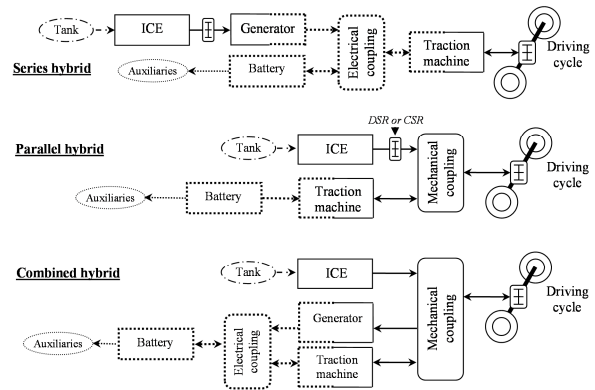 Tank
ICE
Generator
Electrical
coupling
Traction
machine
Driving
cycle
Auxiliaries
Battery
Series hybrid
DSR or CSR
Parallel hybrid
Tank
ICE
Mechanical
coupling
Driving
cycle
Auxiliaries
Battery
Traction
machine
Combined hybrid
Tank
ICE
Mechanical
coupling
Driving
cycle
Generator
Auxiliaries
Battery
Electrical
coupling
Traction
machine